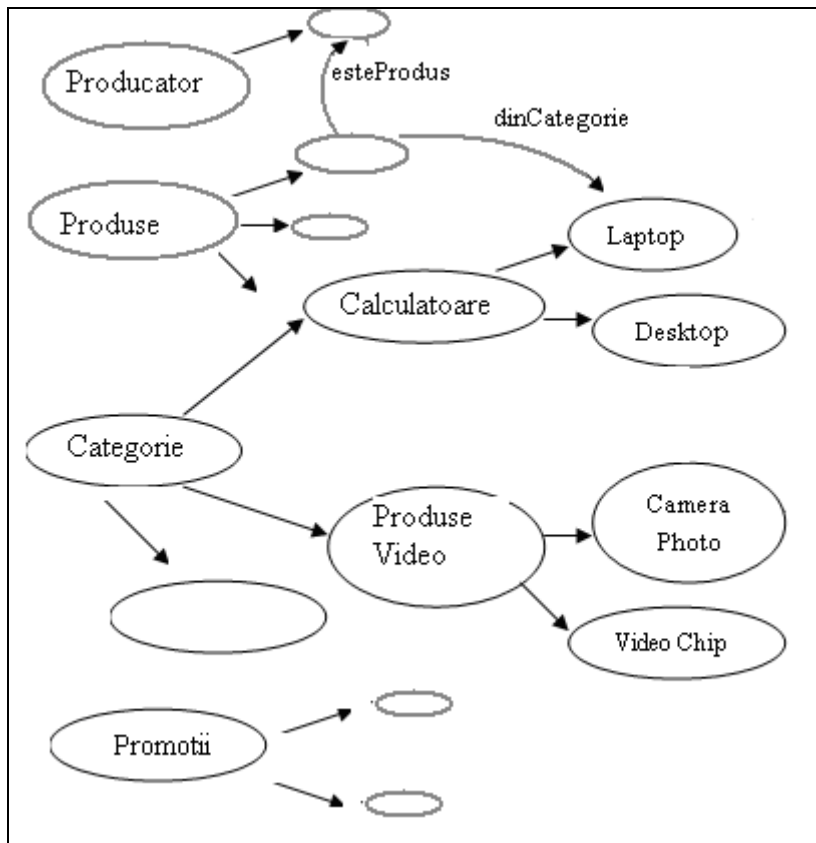 Producator
esteProdus
dinCategorie
Produse
Laptop
Calculatoare
Desktop
Categorie
Produse
Video
Camera
Photo
Video Chip
Promotii